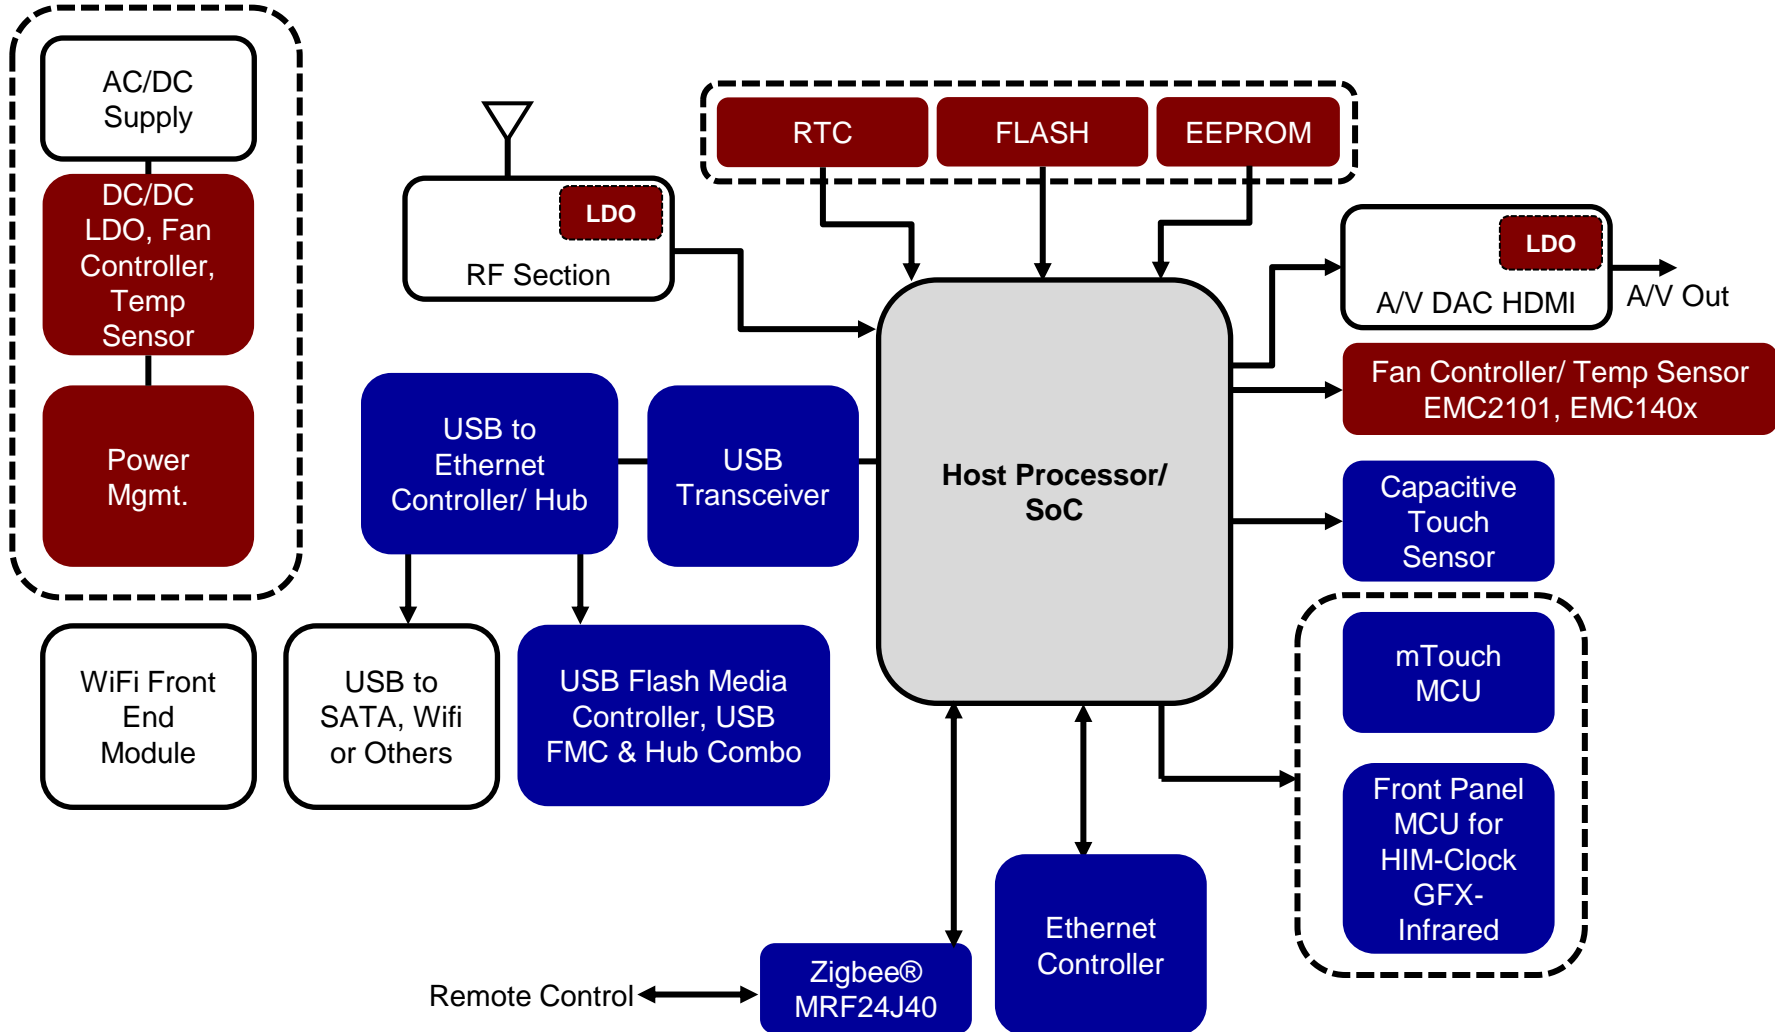 AC/DC
Supply
DC/DC
LDO, Fan
Controller,
Temp
Sensor
Power
Mgmt.
WiFi Front
End
Module
RTC
FLASH
EEPROM
LDO
RF Section
LDO
A/V DAC HDMI
A/V Out
Fan Controller/ Temp Sensor
EMC2101, EMC140x
USB to
Ethernet
Controller/ Hub
USB
Transceiver
Host Processor/
SoC
Capacitive
Touch
Sensor
USB to
SATA, Wifi
or Others
USB Flash Media
Controller, USB
FMC & Hub Combo
mTouch
MCU
Front Panel
MCU for
HIM-Clock
GFX-
Infrared
Ethernet
Controller
Remote Control
Zigbee®
MRF24J40